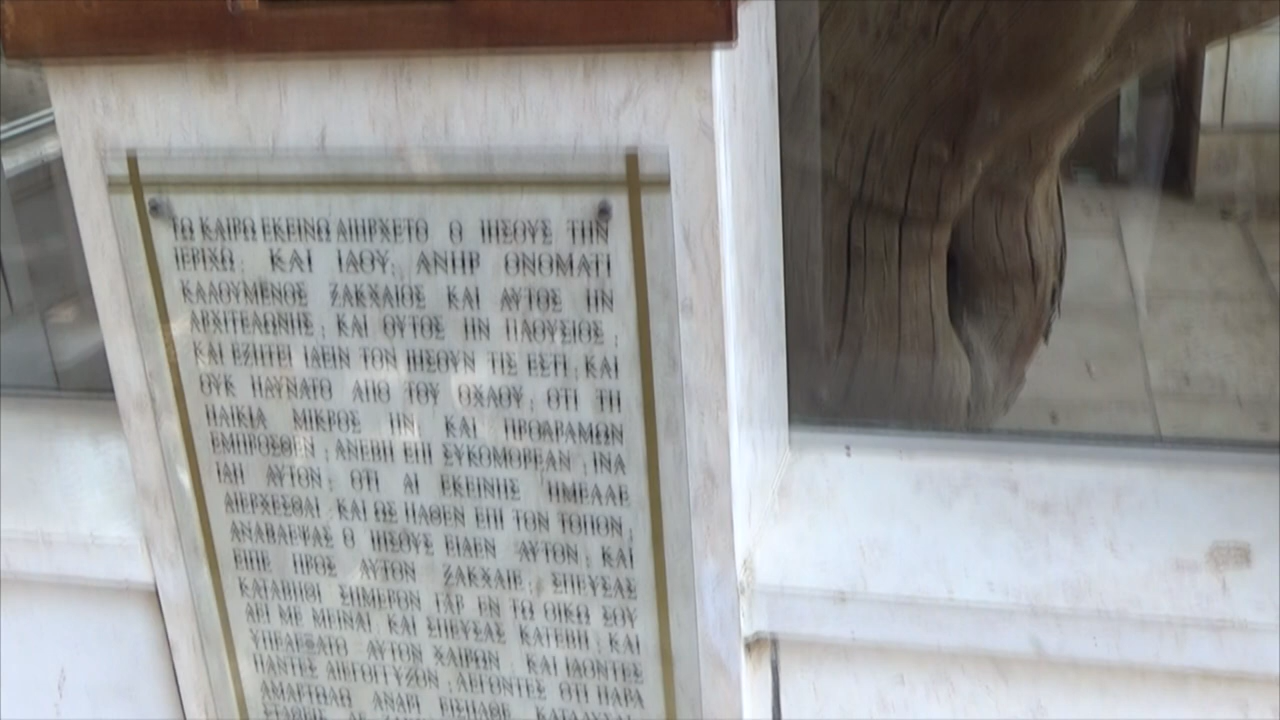 ΤΩ ΚΑΙΡΩ ΕΚΕΙΝΩ ΔΙΗΡΧΕΤΟ Ο ΙΗΣΟΥΣ ΤΗΝ
ΙΕΡΙΧΩ. ΚΑΙ ΙΔΟΥ, ΑΝΗΡ ΟΝΟΜΑΤΙ
ΚΑΛΟΥΜΕΝΟΣ ΖΑΚΧΑΙΟΣ ΚΑΙ ΑΥΤΟΣ ΗΝ
ΑΡΧΙΤΕΛΩΝΗΣ, ΚΑΙ ΟΥΤΟΣ ΗΝ ΠΛΟΥΣΙΟΣ,
ΚΑΙ ΕΖΗΤΕΙ ΙΔΕΙΝ ΤΟΝ ΙΗΣΟΥΝ ΤΙΣ ΕΣΤΙ, ΚΑΙ
ΟΥΚ ΗΔΥΝΑΤΟ ΑΠΟ ΤΟΥ ΟΧΛΟΥ, ΟΤΙ ΤΗ
ΗΛΙΚΙΑ ΜΙΚΡΟΣ ΗΝ ΚΑΙ ΠΡΟΔΡΑΜΩΝ
ΕΜΠΡΟΣΘΕΝ, ΑΝΕΒΗ ΕΠΙ ΣΥΚΟΜΟΡΕΑΝ, ΙΝΑ
ΙΔΗ ΑΥΤΟΝ, ΟΤΙ ΔΙ ΕΚΕΙΝΗΣ ΗΜΕΛΛΕ
ΔΙΕΡΧΕΣΘΑΙ. ΚΑΙ ΩΣ ΗΛΘΕΝ ΕΠΙ ΤΟΝ ΤΟΠΟΝ,
ΑΝΑΒΛΕΨΑΣ Ο ΙΗΣΟΥΣ ΕΙΔΕΝ ΑΥΤΟΝ, ΚΑΙ
ΕΙΠΕ ΠΡΟΣ ΑΥΤΟΝ ΖΑΚΧΑΙΕ, ΣΠΕΥΣΑΣ
ΚΑΤΑΒΗΘΙ ΣΗΜΕΡΟΝ ΓΑΡ ΕΝ ΤΩ ΟΙΚΩ ΣΟΥ
ΔΕΙ ΜΕ ΜΕΙΝΑΙ. ΚΑΙ ΣΠΕΥΣΑΣ ΚΑΤΕΒΗ, ΚΑΙ
ΥΠΕΔΕΞΑΤΟ ΑΥΤΟΝ ΧΑΙΡΩΝ. ΚΑΙ ΙΔΟΝΤΕΣ
ΠΑΝΤΕΣ ΔΙΕΓΟΓΓΥΖΟΝ, ΛΕΓΟΝΤΕΣ ΟΤΙ ΠΑΡΑ
ΑΜΑΡΤΩΛΩ ΑΝΔΡΙ ΕΙΣΗΛΘΕ ΚΑΤΑΛΥΣΑΙ